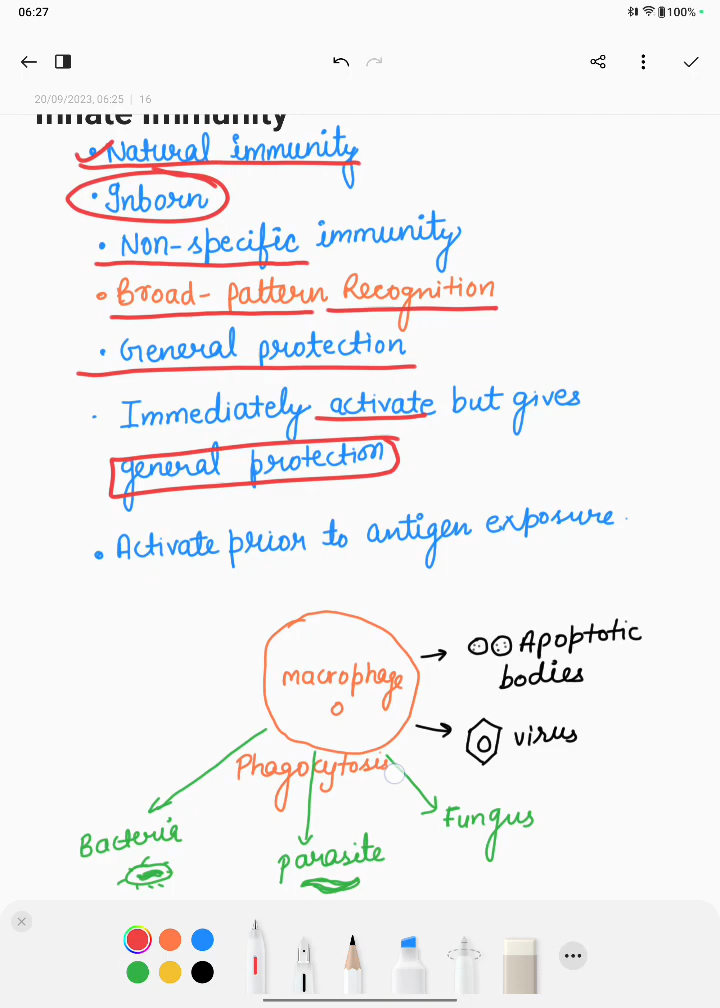 06:27
100%
20/09/2023, 06:25 | 16
Innate Immunity
• Natural immunity
• Inborn
• Non-specific immunity
• Broad-pattern Recognition
• General protection
• Immediately activate but gives
general protection
• Activate prior to antigen exposure.
macrophage
Phagocytosis
Apoptotic
bodies
virus
Bacteria
parasite
Fungus